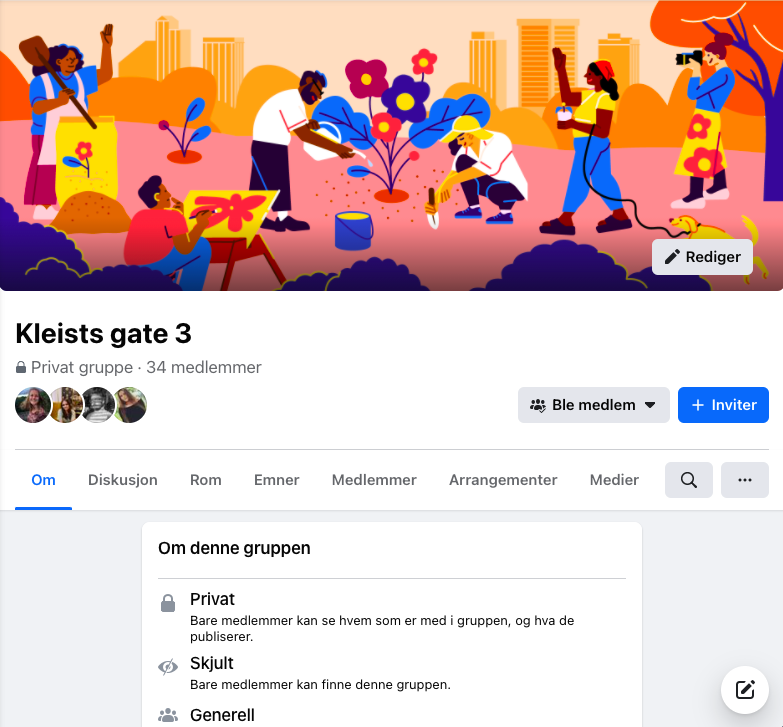 Rediger
Kleists gate 3
Privat gruppe · 34 medlemmer
Ble medlem
+ Inviter
Om Diskusjon Rom Emner Medlemmer Arrangementer Medier
Om denne gruppen
Privat
Bare medlemmer kan se hvem som er med i gruppen, og hva de
publiserer.
Skjult
Bare medlemmer kan finne denne gruppen.
Generell